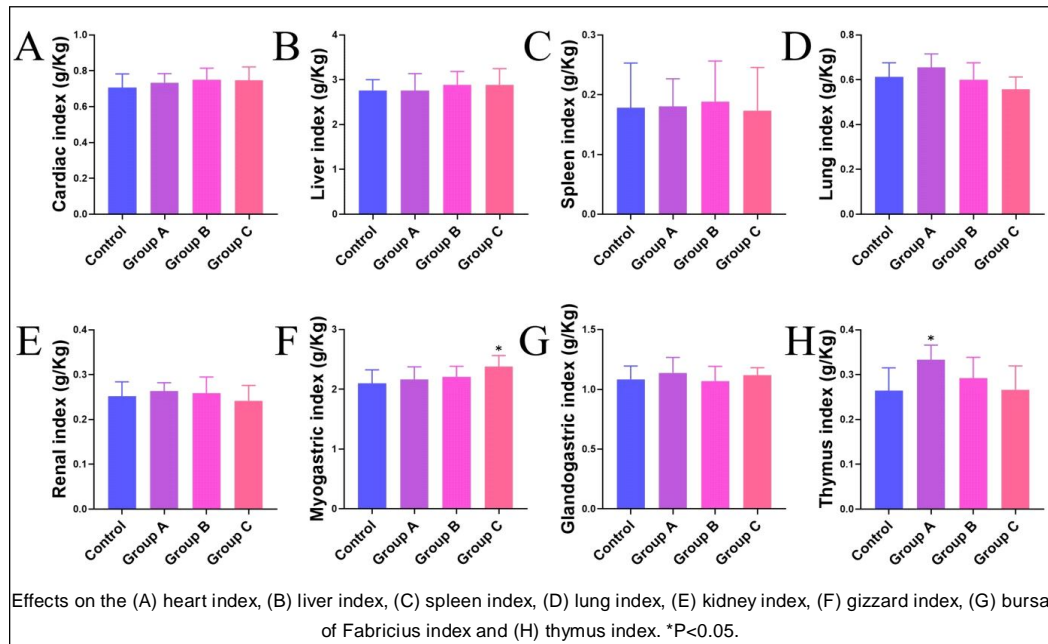 A
Cardiac index (g/Kg)
1.0
0.8
0.6
0.4
0.2
0.0
Control
Group A
Group B
Group C
B
Liver index (g/Kg)
4
3
2
1
0
Control
Group A
Group B
Group C
C
Spleen index (g/Kg)
0.3
0.2
0.1
0.0
Control
Group A
Group B
Group C
D
Lung index (g/Kg)
0.8
0.6
0.4
0.2
0.0
Control
Group A
Group B
Group C
E
Renal index (g/Kg)
0.4
0.3
0.2
0.1
0.0
Control
Group A
Group B
Group C
F
Myogastric index (g/Kg)
3
2
1
0
*
Control
Group A
Group B
Group C
G
Glandogastric index (g/Kg)
1.5
1.0
0.5
0.0
Control
Group A
Group B
Group C
H
Thymus index (g/Kg)
0.4
0.3
0.2
0.1
0.0
*
Control
Group A
Group B
Group C
Effects on the (A) heart index, (B) liver index, (C) spleen index, (D) lung index, (E) kidney index, (F) gizzard index, (G) bursa
of Fabricius index and (H) thymus index. *P<0.05.